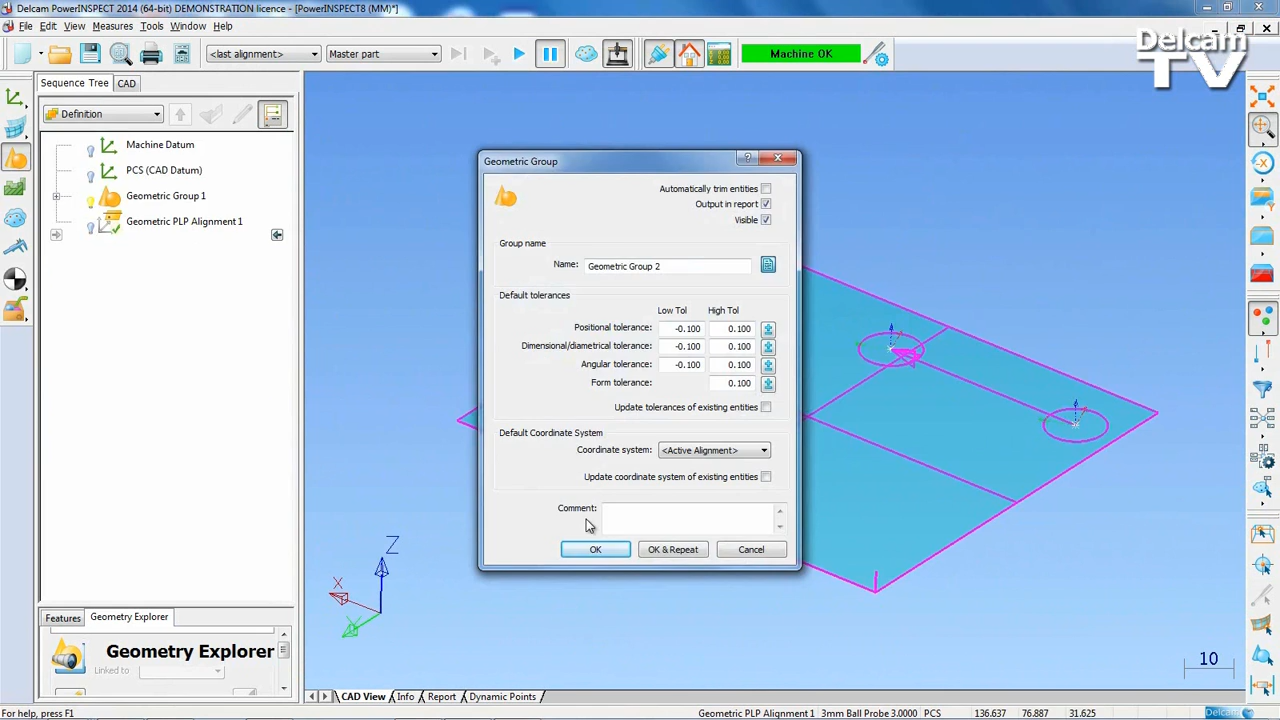 Delcam PowerINSPECT 2014 (64-bit) DEMONSTRATION licence - [PowerINSPECT8 (MM)*]
File Edit View Measures Tools Window Help
<last alignment> Master part Machine OK
Delcam
TV
Sequence Tree CAD
Definition
Machine Datum
PCS (CAD Datum)
Geometric Group 1
Geometric PLP Alignment 1
Geometric Group
Automatically trim entities
Output in report
Visible
Group name
Name: Geometric Group 2
Default tolerances
Low Tol High Tol
Positional tolerance: -0.100 0.100
Dimensional/diametrical tolerance: -0.100 0.100
Angular tolerance: -0.100 0.100
Form tolerance: 0.100
Update tolerances of existing entities
Default Coordinate System
Coordinate system: <Active Alignment>
Update coordinate system of existing entities
Comment:
OK OK & Repeat Cancel
Z
X
Y
10
Features Geometry Explorer
Geometry Explorer
Linked to
CAD View Info Report Dynamic Points
For help, press F1 Geometric PLP Alignment 1 3mm Ball Probe 3.0000 PCS 136.637 76.887 31.625 Delcam